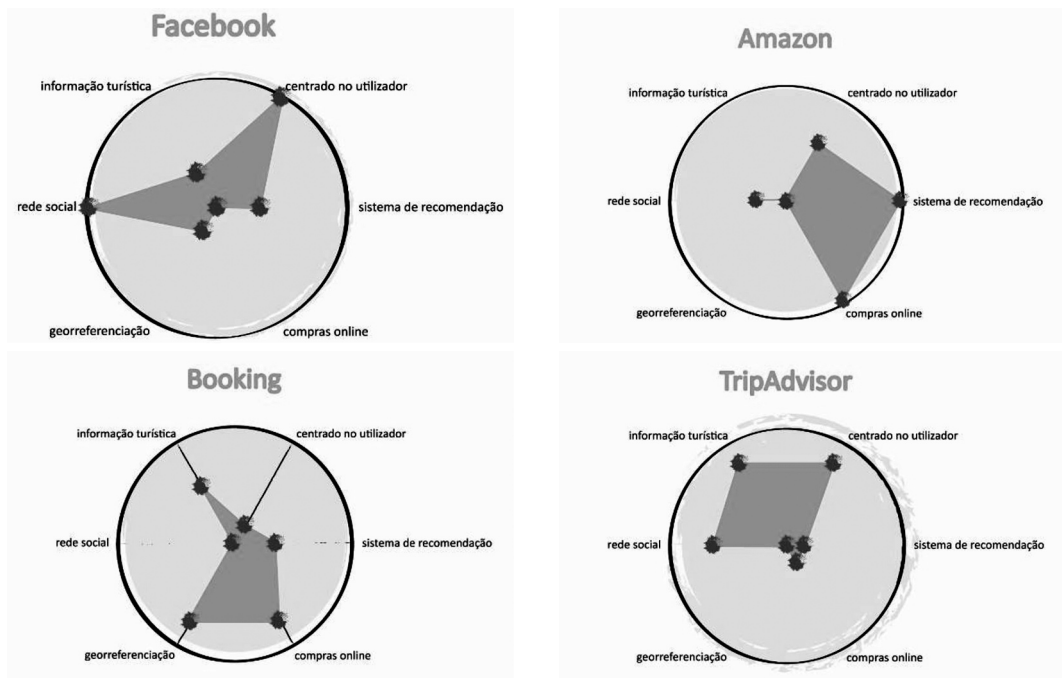 Facebook
informação turística
centrado no utilizador
rede social
sistema de recomendação
georreferenciação
compras online
Amazon
informação turística
centrado no utilizador
rede social
sistema de recomendação
georreferenciação
compras online
Booking
informação turística
centrado no utilizador
rede social
sistema de recomendação
georreferenciação
compras online
TripAdvisor
informação turística
centrado no utilizador
rede social
sistema de recomendação
georreferenciação
compras online